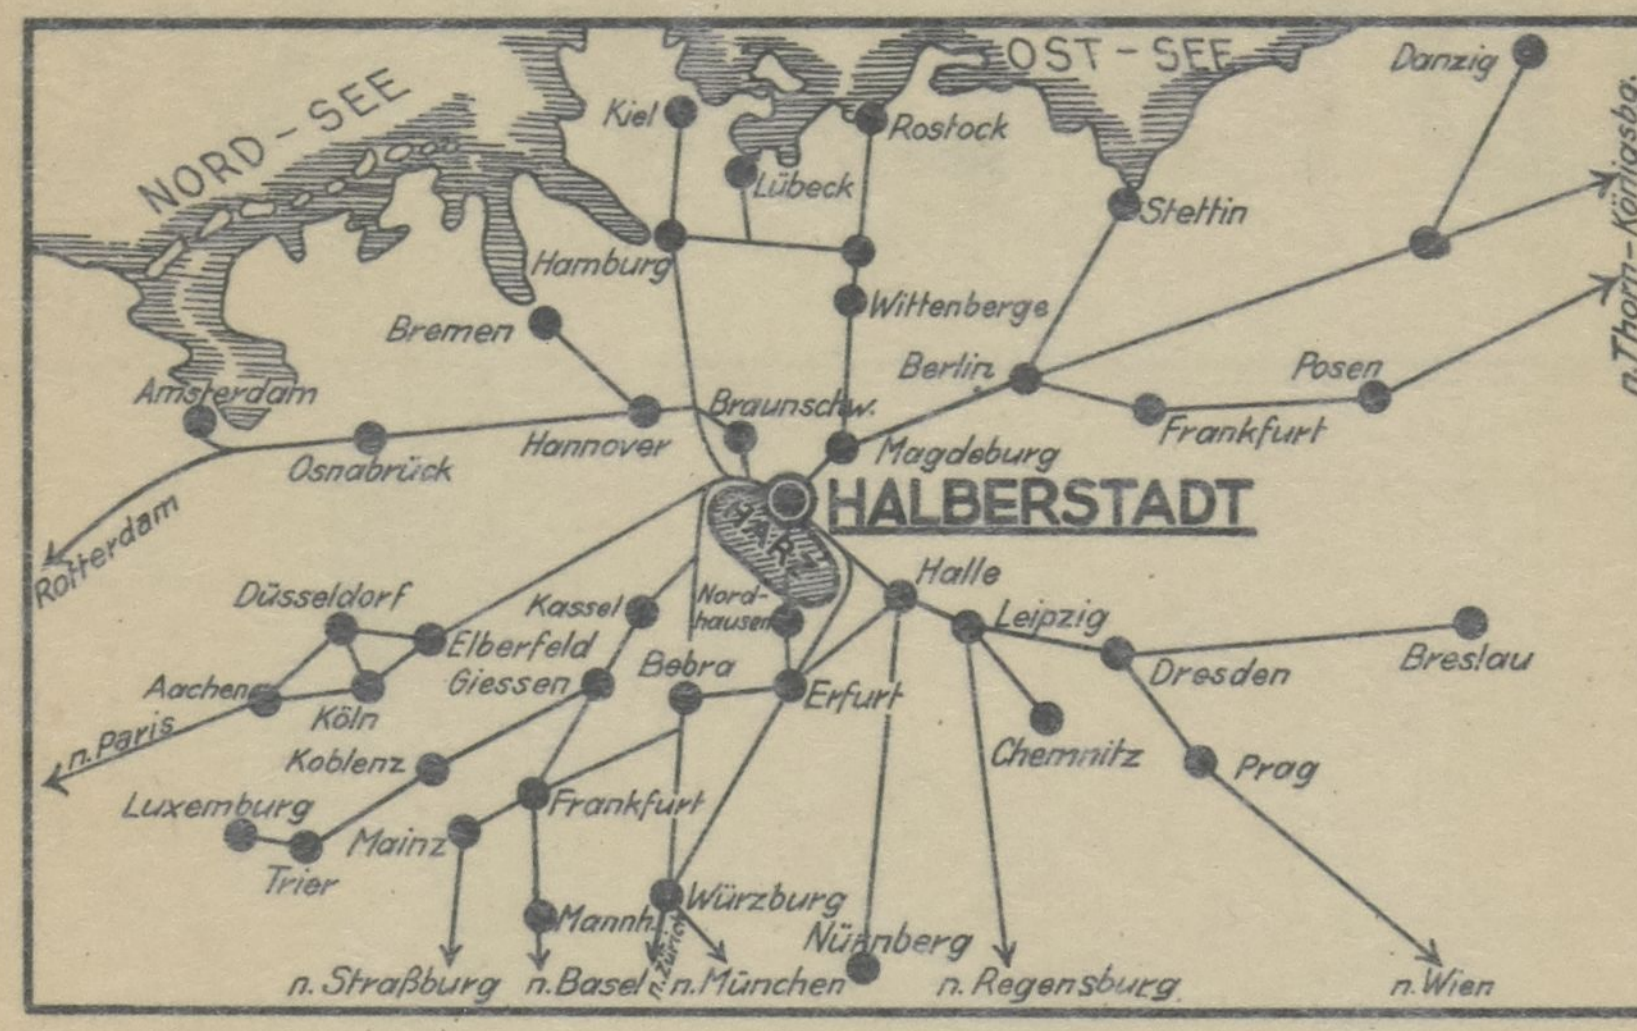 NORD-SEE
OST-SEE
Danzig
Kiel
Rostock
Lübeck
Stettin
Hamburg
Wittenberge
Bremen
Berlin
Posen
Amsterdam
Braunschw.
Frankfurt
Hannover
Osnabrück
Magdeburg
n.Thorn-Königsbg.
HALBERSTADT
HARZ
Rotterdam
Düsseldorf
Kassel
Nord-
hausen
Halle
Leipzig
Elberfeld
Breslau
Aachen
Giessen
Bebra
Erfurt
Dresden
Köln
n.Paris
Koblenz
Chemnitz
Prag
Luxemburg
Frankfurt
Mainz
Trier
Würzburg
Mannh.
Nürnberg
n.Straßburg
n.Basel
n.Zürich
n.München
n.Regensburg
n.Wien